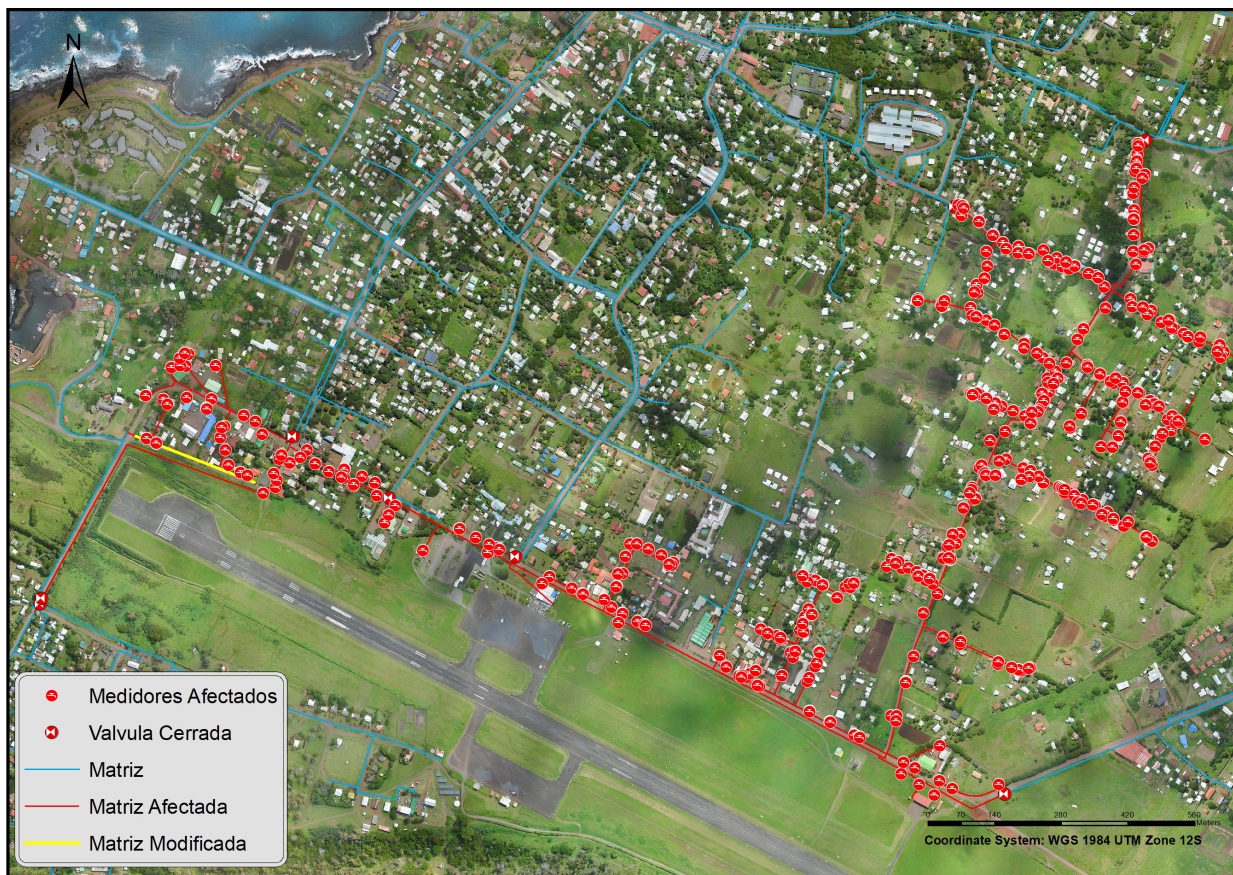 N
Medidores Afectados
Valvula Cerrada
Matriz
Matriz Afectada
Matriz Modificada
0 70 140 280 420 560
Meters
Coordinate System: WGS 1984 UTM Zone 12S